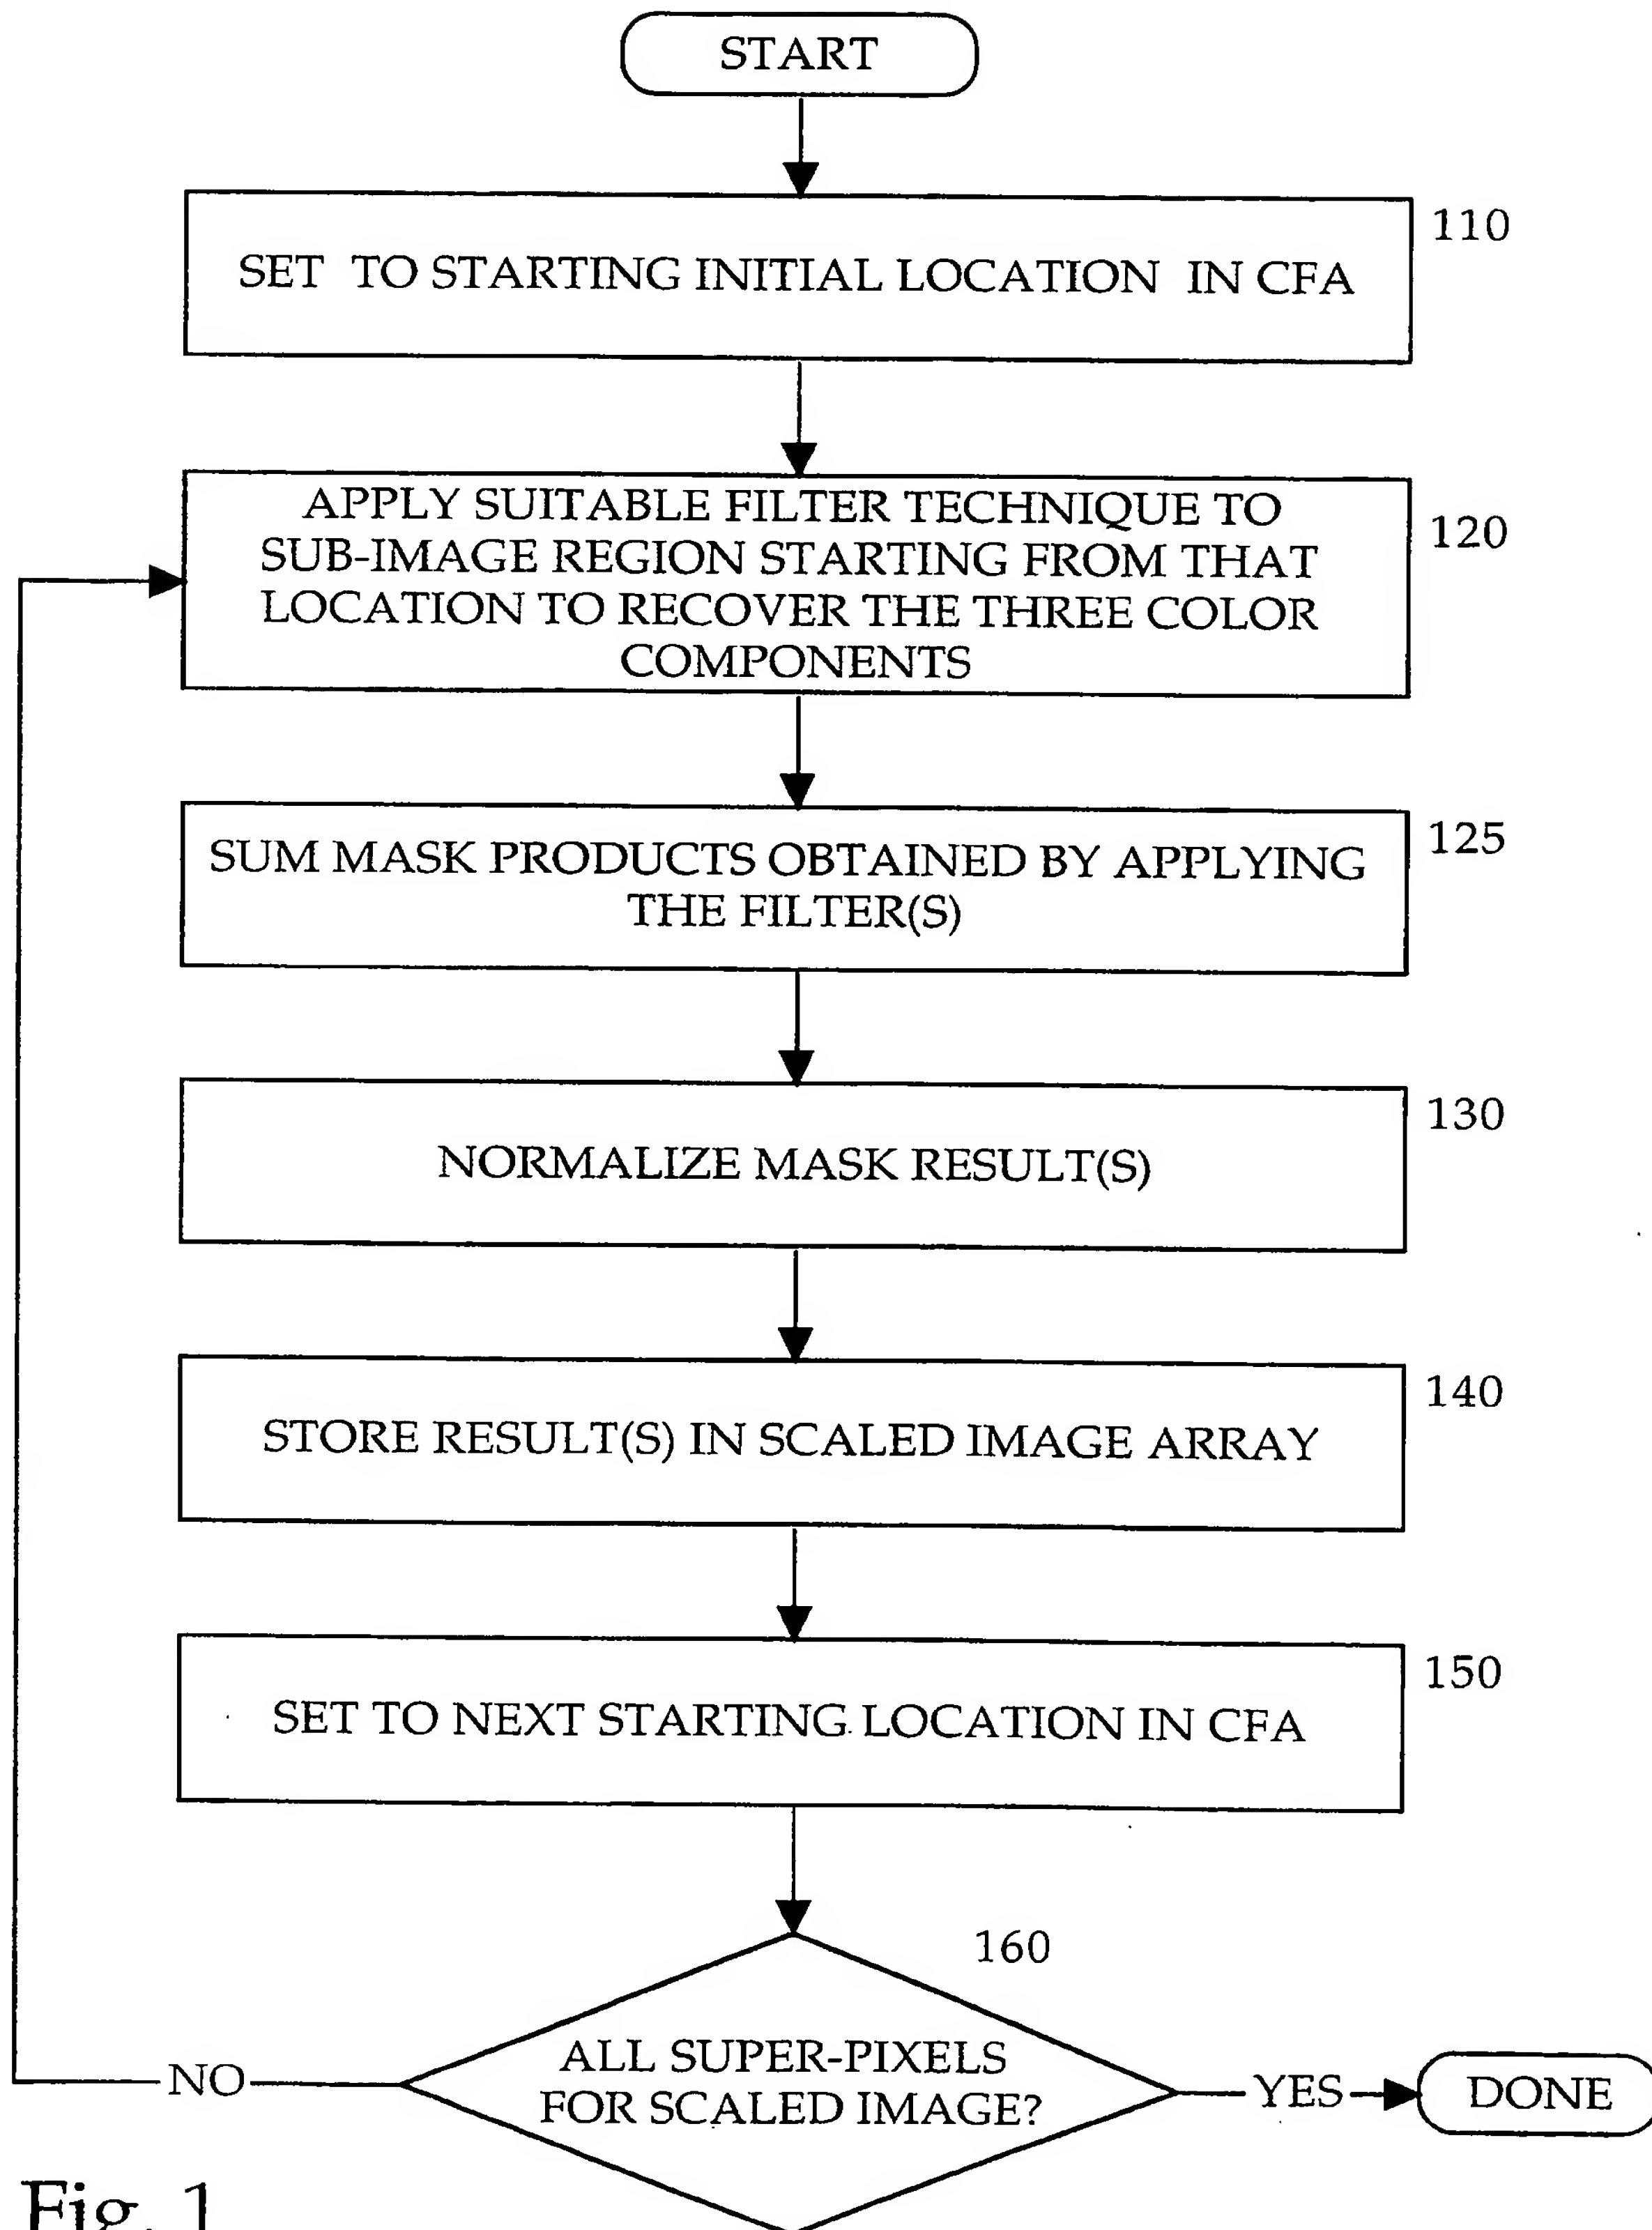 START
110
SET TO STARTING INITIAL LOCATION IN CFA
APPLY SUITABLE FILTER TECHNIQUE TO
120
SUB-IMAGE REGION STARTING FROM THAT
LOCATION TO RECOVER THE THREE COLOR
COMPONENTS
125
SUM MASK PRODUCTS OBTAINED BY APPLYING
THE FILTER(S)
130
NORMALIZE MASK RESULT(S)
140
STORE RESULT(S) IN SCALED IMAGE ARRAY
150
SET TO NEXT STARTING LOCATION IN CFA
160
ALL SUPER-PIXELS
FOR SCALED IMAGE?
NO
YES
DONE
Fig. 1